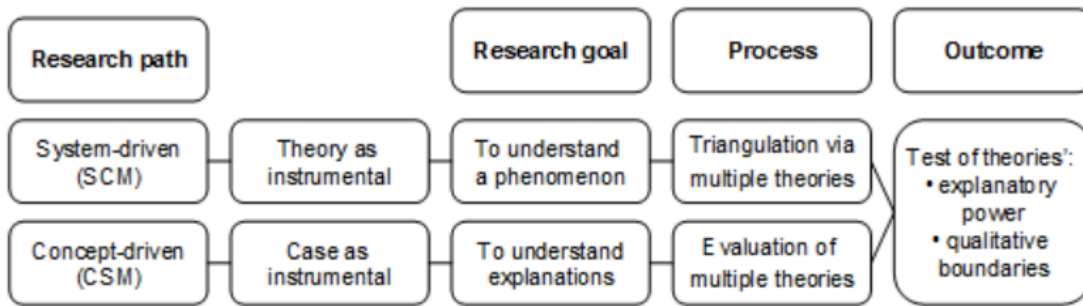 Research path
Research goal
Process
Outcome
System-driven
(SCM)
Theory as
instrumental
To understand
a phenomenon
Triangulation via
multiple theories
Concept-driven
(CSM)
Case as
instrumental
To understand
explanations
E valuation of
multiple theories
Test of theories’:
• explanatory
power
• qualitative
boundaries